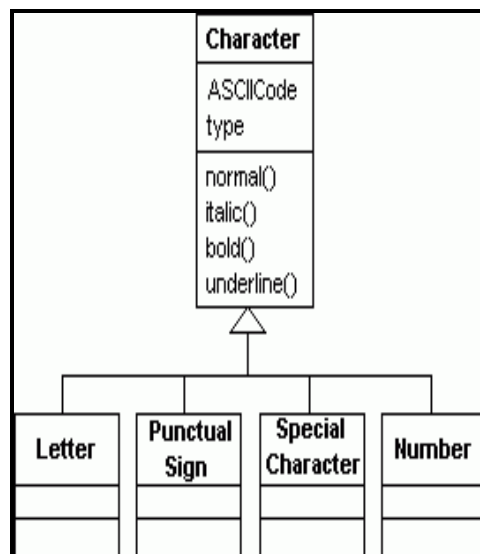 Character
ASCIICode
type
normal()
italic()
bold()
underline()
Letter
Punctual
Sign
Special
Character
Number